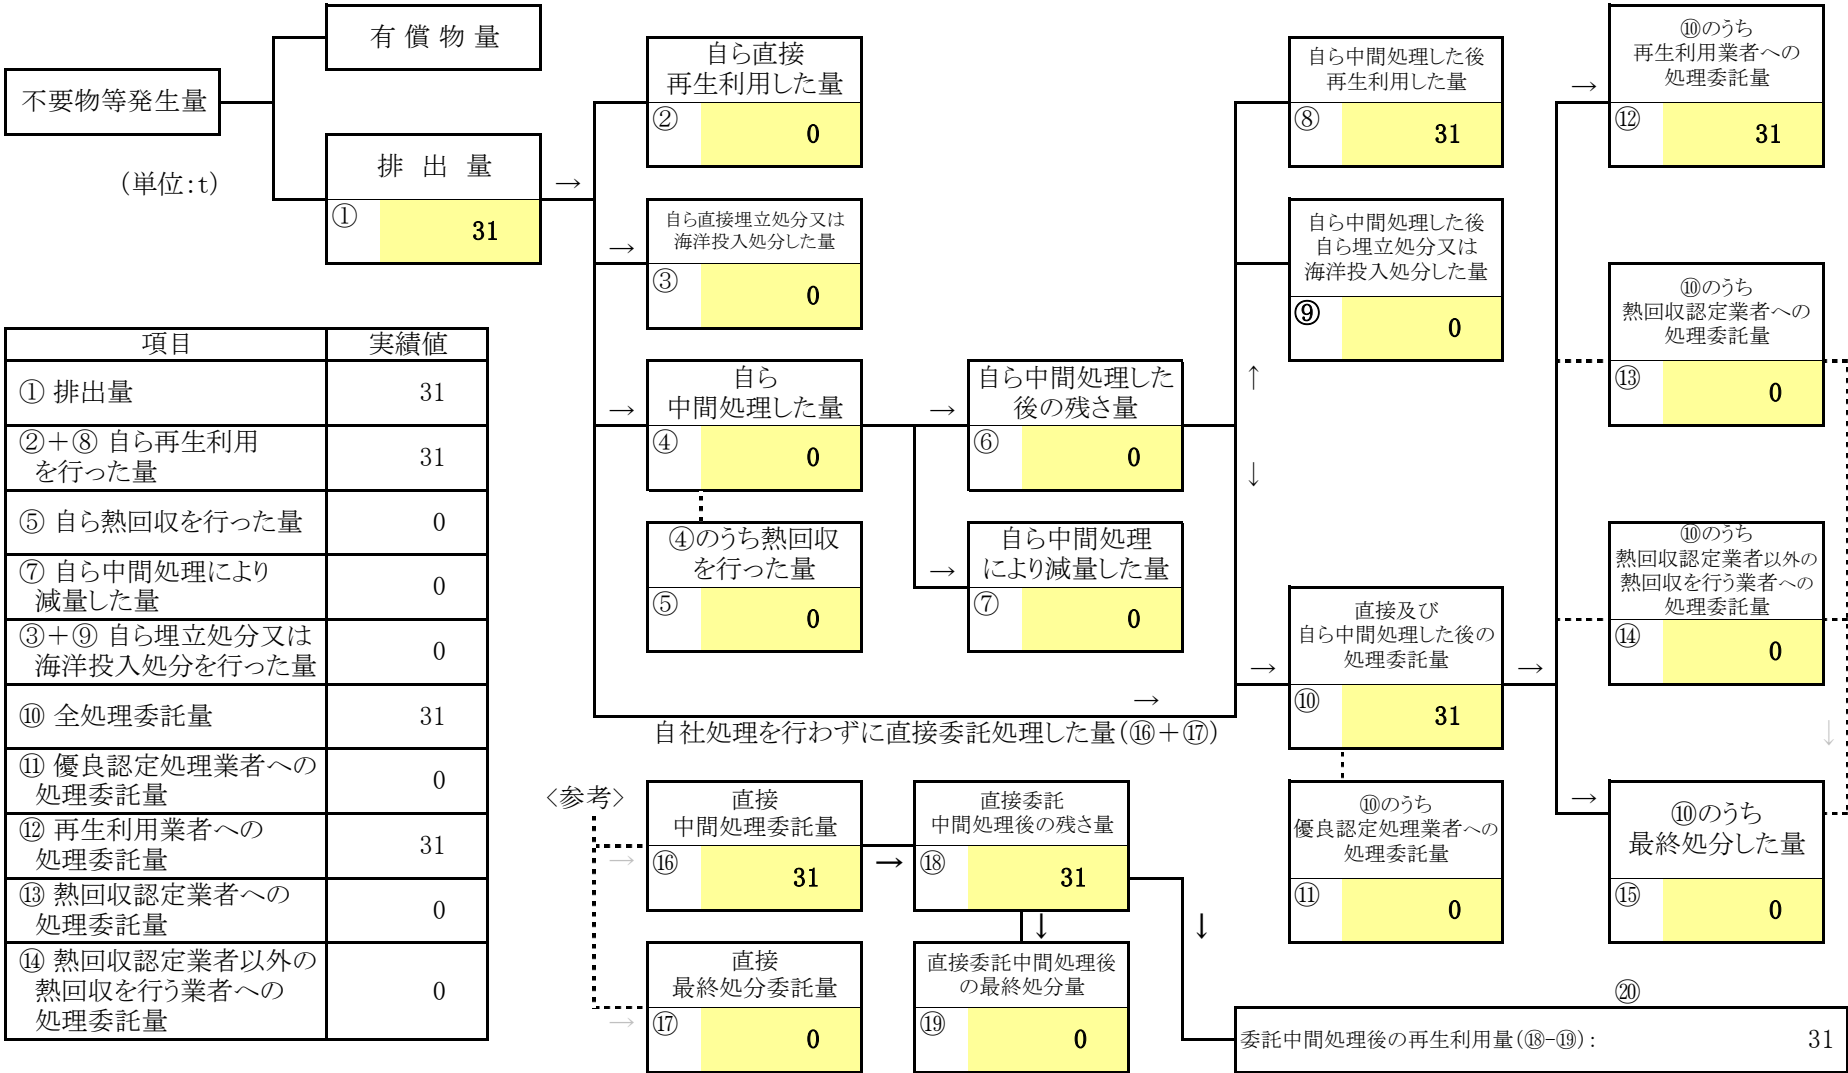 有 償 物 量
不要物等発生量
（単位：t）
排 出 量
①
31
→
自ら直接
再生利用した量
②
0
→
自ら直接埋立処分又は
海洋投入処分した量
③
0
→
自ら
中間処理した量
④
0
④のうち熱回収
を行った量
⑤
0
→
自ら中間処理した
後の残さ量
⑥
0
→
自ら中間処理
により減量した量
⑦
0
↑
↓
自ら中間処理した後
再生利用した量
⑧
31
自ら中間処理した後
自ら埋立処分又は
海洋投入処分した量
⑨
0
→
自社処理を行わずに直接委託処理した量（⑯＋⑰）
→
直接及び
自ら中間処理した後の
処理委託量
⑩
31
→
⑩のうち
優良認定処理業者への
処理委託量
⑪
0
→
⑩のうち
再生利用業者への
処理委託量
⑫
31
⑩のうち
熱回収認定業者への
処理委託量
⑬
0
⑩のうち
熱回収認定業者以外の
熱回収を行う業者への
処理委託量
⑭
0
↓
→
⑩のうち
最終処分した量
⑮
0
項目 実績値
① 排出量 31
②＋⑧ 自ら再生利用
を行った量 31
⑤ 自ら熱回収を行った量 0
⑦ 自ら中間処理により
減量した量 0
③＋⑨ 自ら埋立処分又は
海洋投入処分を行った量 0
⑩ 全処理委託量 31
⑪ 優良認定処理業者への
処理委託量 0
⑫ 再生利用業者への
処理委託量 31
⑬ 熱回収認定業者への
処理委託量 0
⑭ 熱回収認定業者以外の
熱回収を行う業者への
処理委託量 0
〈参考〉
→
直接
中間処理委託量
⑯
31
→
直接委託
中間処理後の残さ量
⑱
31
↓
↓
→
直接
最終処分委託量
⑰
0
直接委託中間処理後
の最終処分量
⑲
0
⑳
委託中間処理後の再生利用量（⑱-⑲）： 31